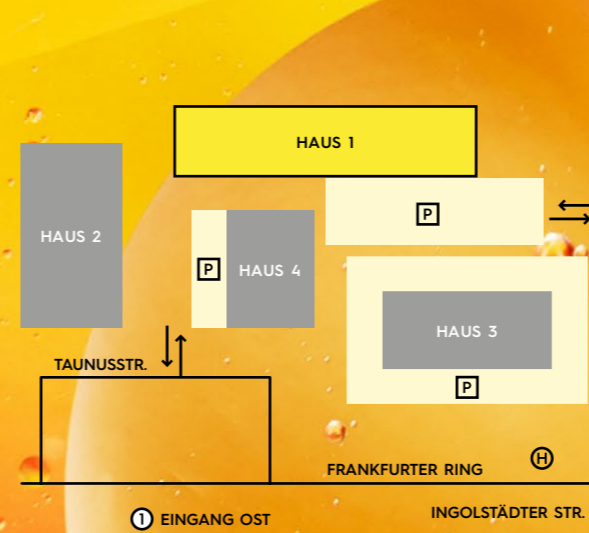 HAUS 1
P
HAUS 2
P
HAUS 4
HAUS 3
P
TAUNUSSTR.
FRANKFURTER RING
H
1 EINGANG OST
INGOLSTÄDTER STR.